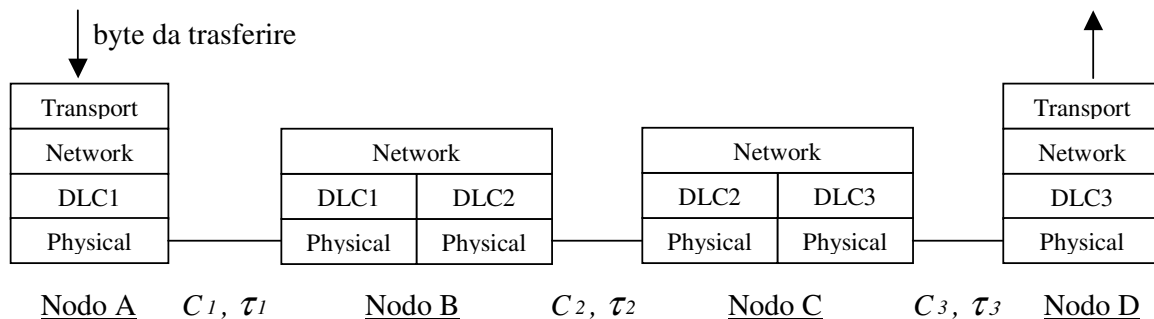 byte da trasferire
Transport Transport
Network Network Network Network
DLC1 DLC1 DLC2 DLC2 DLC3 DLC3
Physical Physical Physical Physical Physical Physical
Nodo A C1, τ1 Nodo B C2, τ2 Nodo C C3, τ3 Nodo D